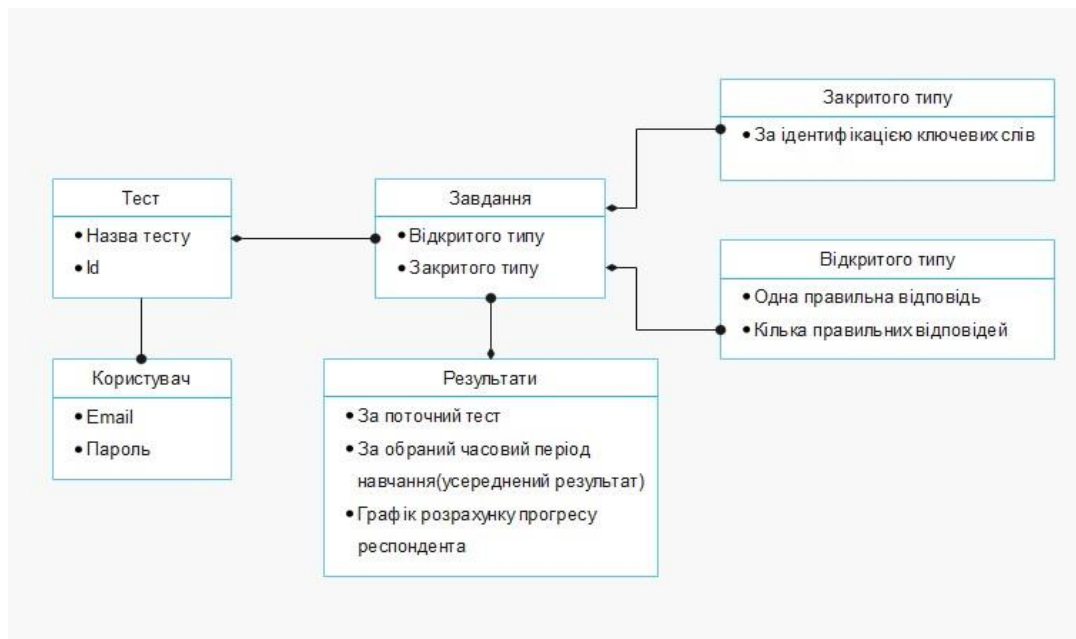 Закритого типу
• За ідентифікацією ключевих слів
Тест
• Назва тесту
• Id
Завдання
• Відкритого типу
• Закритого типу
Відкритого типу
• Одна правильна відповідь
• Кілька правильних відповідей
Користувач
• Email
• Пароль
Результати
• За поточний тест
• За обраний часовий період
навчання(усереднений результат)
• Графік розрахунку прогресу
респондента